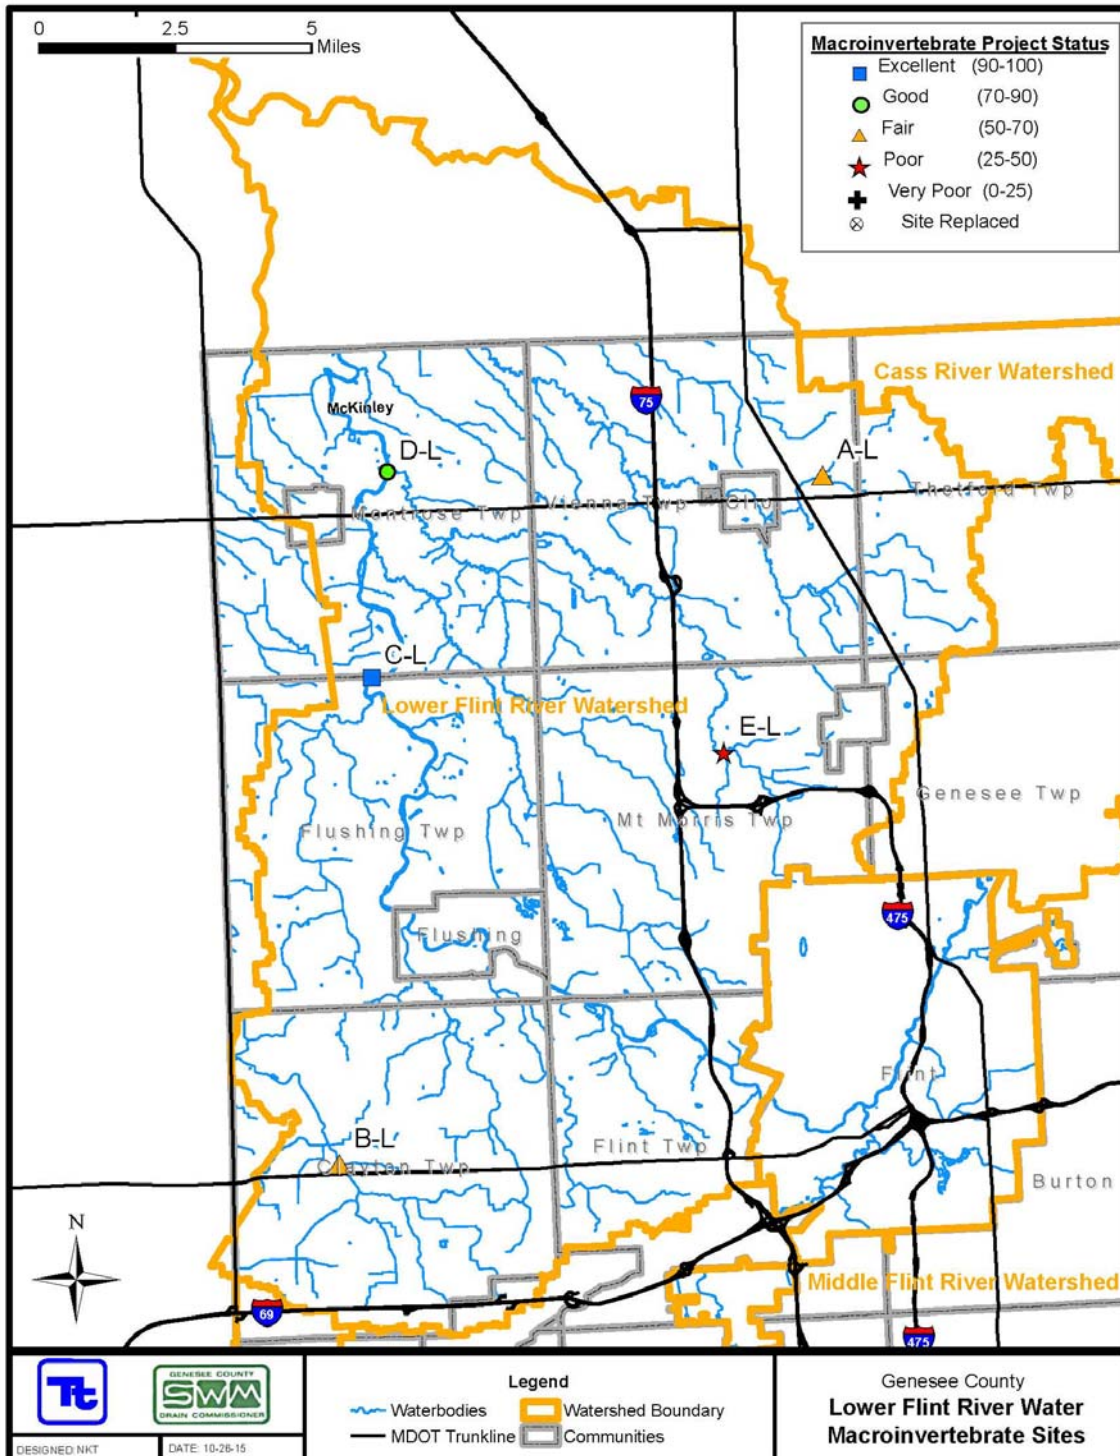 0 2.5 5
Miles
Macroinvertebrate Project Status
Excellent (90-100)
Good (70-90)
Fair (50-70)
Poor (25-50)
Very Poor (0-25)
Site Replaced
Cass River Watershed
75
McKinley
D-L
A-L
Montrose Twp
Vienna Twp
Clio
Thetford Twp
C-L
Lower Flint River Watershed
E-L
Genesee Twp
Mt Morris Twp
Flushing Twp
475
Flushing
Flint
B-L
Clayton Twp
Flint Twp
Burton
N
Middle Flint River Watershed
69
475
Tt
GENESEE COUNTY
SWM
DRAIN COMMISSIONER
DESIGNED: NKT
DATE: 10-26-15
Legend
Waterbodies
Watershed Boundary
MDOT Trunkline
Communities
Genesee County
Lower Flint River Water
Macroinvertebrate Sites